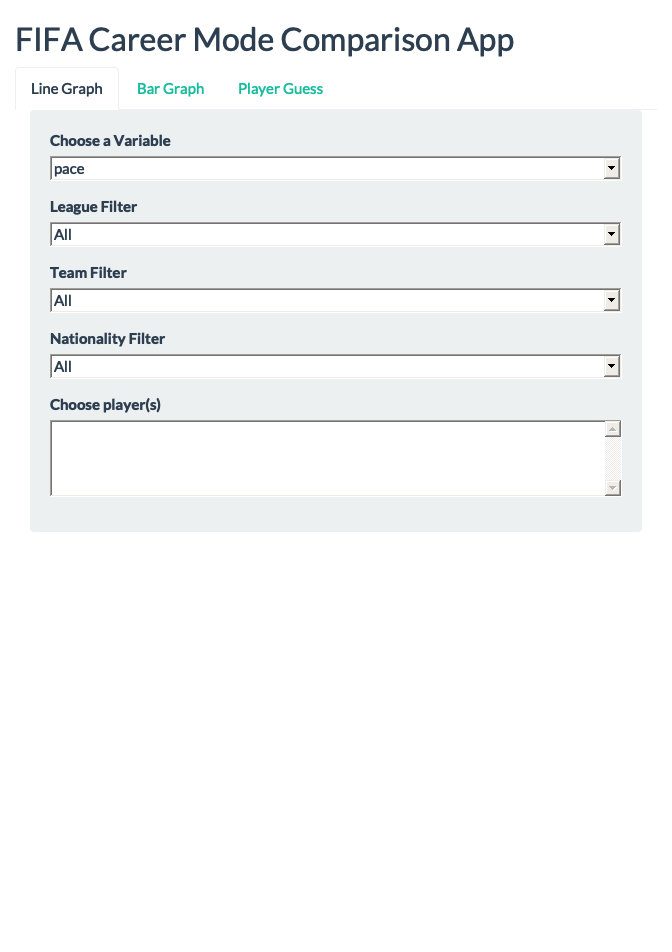 FIFA Career Mode Comparison App
Line Graph Bar Graph Player Guess
Choose a Variable
pace
League Filter
All
Team Filter
All
Nationality Filter
All
Choose player(s)